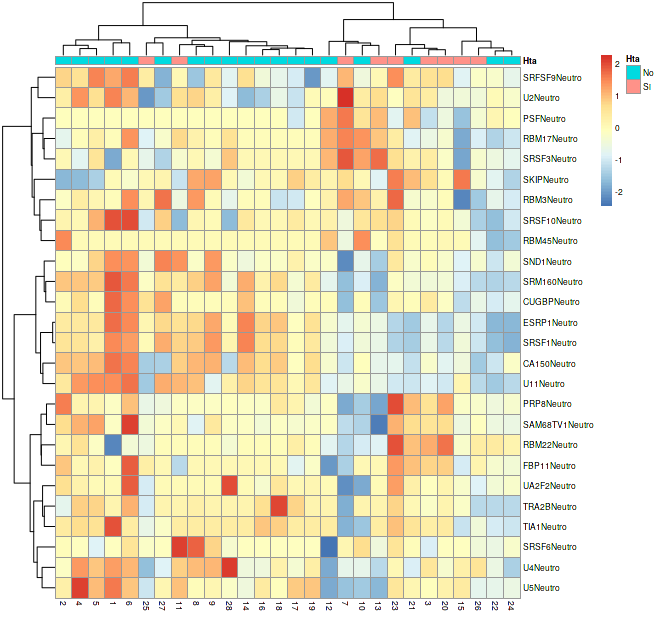 Hta
SRFSF9Neutro
U2Neutro
PSFNeutro
RBM17Neutro
SRSF3Neutro
SKIPNeutro
RBM3Neutro
SRSF10Neutro
RBM45Neutro
SND1Neutro
SRM160Neutro
CUGBPNeutro
ESRP1Neutro
SRSF1Neutro
CA150Neutro
U11Neutro
PRP8Neutro
SAM68TV1Neutro
RBM22Neutro
FBP11Neutro
UA2F2Neutro
TRA2BNeutro
TIA1Neutro
SRSF6Neutro
U4Neutro
U5Neutro
2 4 5 1 6 25 27 11 8 9 28 14 16 18 17 19 12 7 10 13 23 21 3 20 15 26 22 24
2
1
0
-1
-2
Hta
No
SI